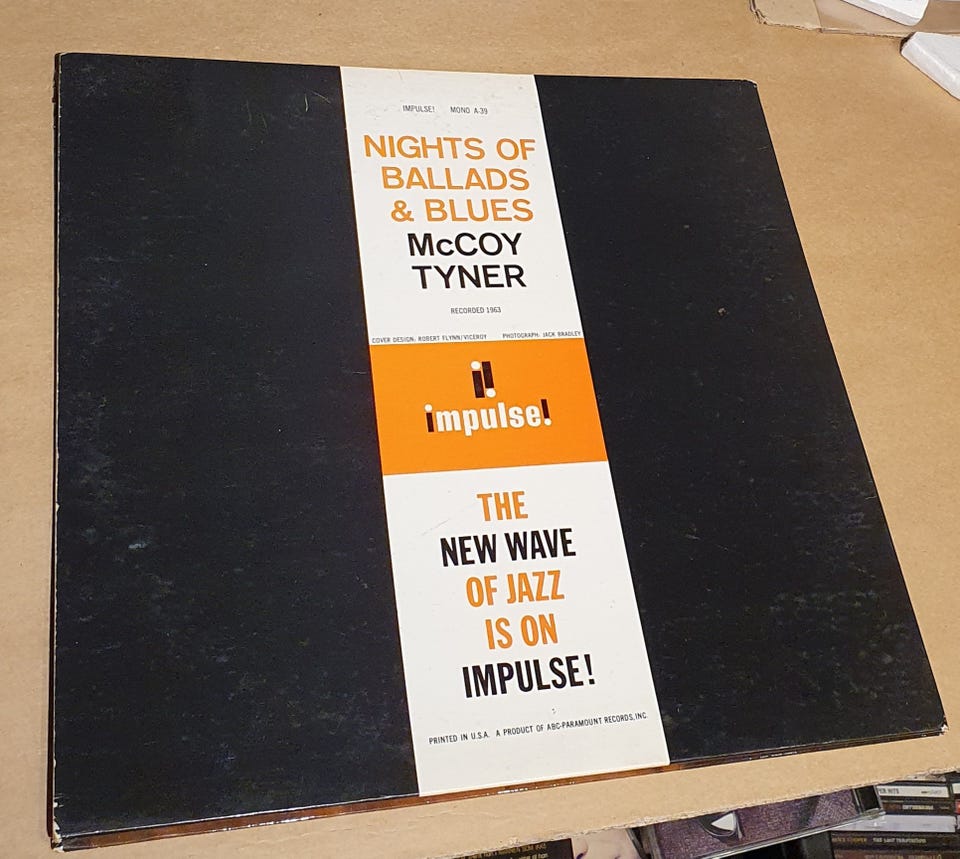 IMPULSE! MONO A-39
NIGHTS OF
BALLADS
& BLUES
McCOY
TYNER
RECORDED 1963
COVER DESIGN: ROBERT FLYNN/VICEROY PHOTOGRAPH: JACK BRADLEY
impulse!
THE
NEW WAVE
OF JAZZ
IS ON
IMPULSE!
PRINTED IN U.S.A. A PRODUCT OF ABC-PARAMOUNT RECORDS, INC.